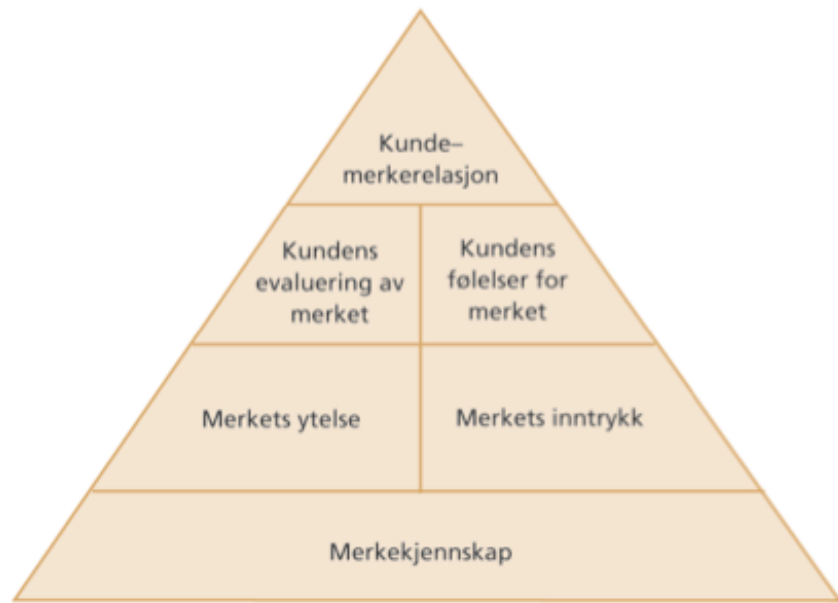 Kunde–
merkerelasjon
Kundens
evaluering av
merket
Kundens
følelser for
merket
Merkets ytelse
Merkets inntrykk
Merkekjennskap